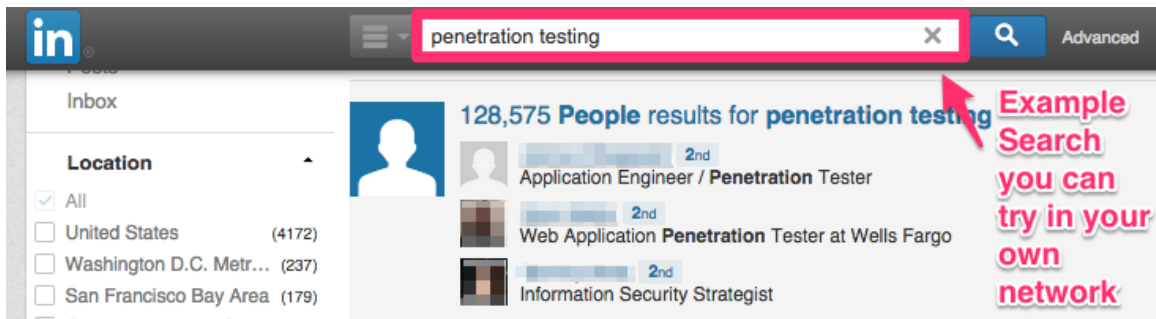 in®
penetration testing
Advanced
Inbox
128,575 People results for penetration testing
Location
2nd
Application Engineer / Penetration Tester
All
2nd
United States (4172)
Web Application Penetration Tester at Wells Fargo
Washington D.C. Metr... (237)
2nd
San Francisco Bay Area (179)
Information Security Strategist
Example
Search
you can
try in your
own
network